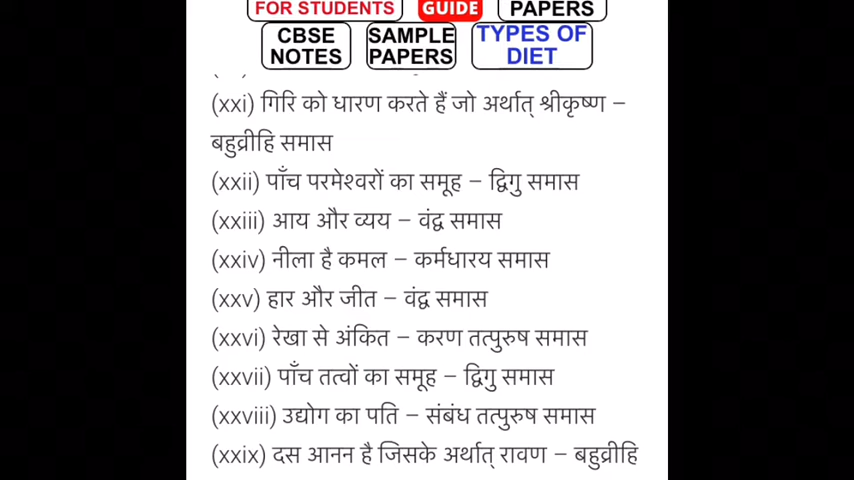 FOR STUDENTS GUIDE PAPERS
CBSE NOTES SAMPLE PAPERS TYPES OF DIET
(xxi) गिरि को धारण करते हैं जो अर्थात् श्रीकृष्ण –
बहुव्रीहि समास
(xxii) पाँच परमेश्वरों का समूह – द्विगु समास
(xxiii) आय और व्यय – वंद्व समास
(xxiv) नीला है कमल – कर्मधारय समास
(xxv) हार और जीत – वंद्व समास
(xxvi) रेखा से अंकित – करण तत्पुरुष समास
(xxvii) पाँच तत्वों का समूह – द्विगु समास
(xxviii) उद्योग का पति – संबंध तत्पुरुष समास
(xxix) दस आनन है जिसके अर्थात् रावण – बहुव्रीहि